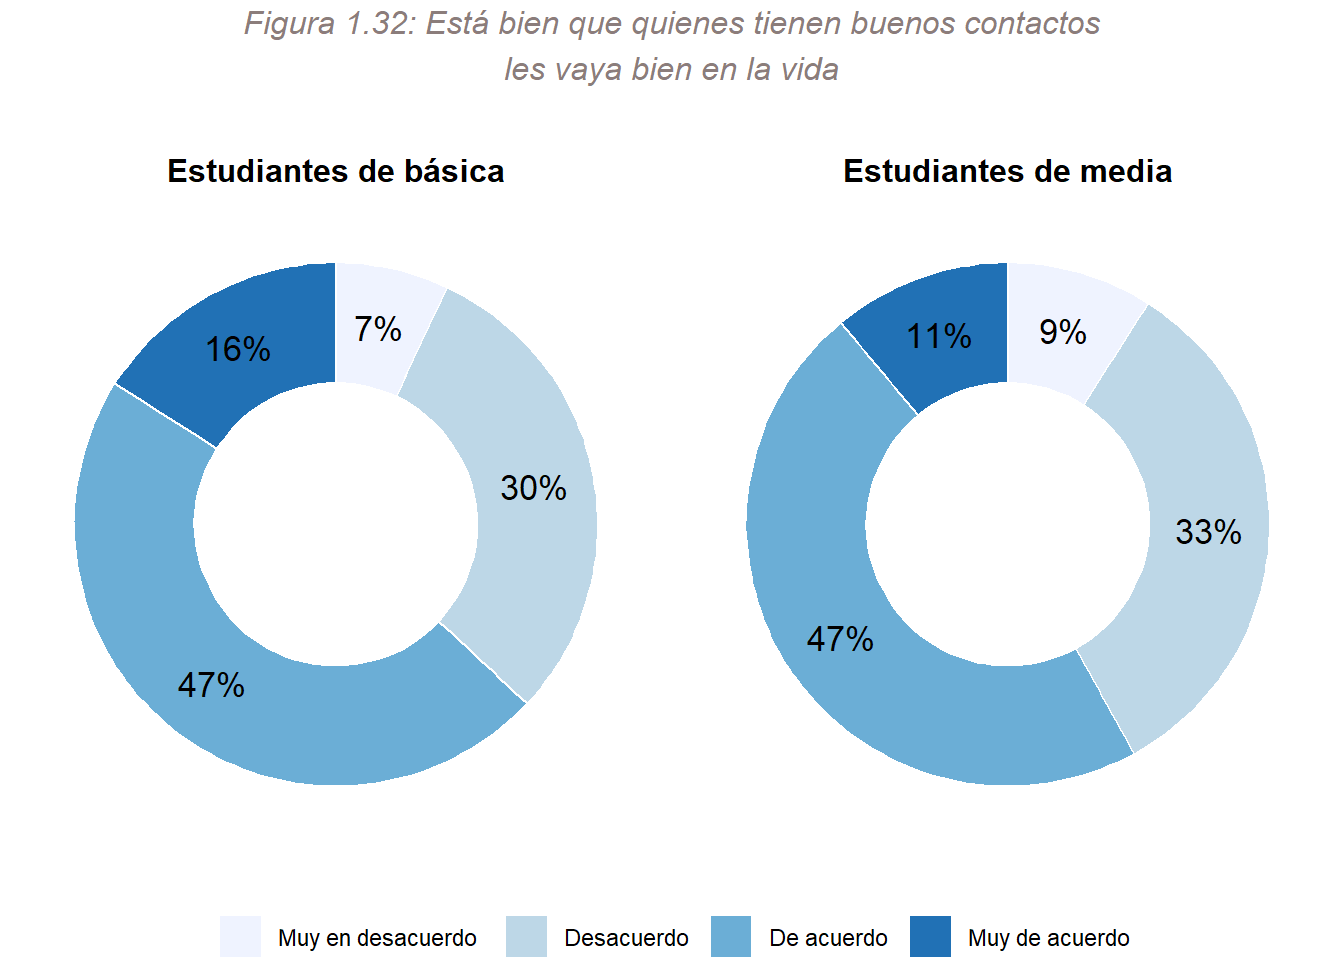 Figura 1.32: Está bien que quienes tienen buenos contactos
les vaya bien en la vida
Estudiantes de básica
Estudiantes de media
7%
16%
30%
47%
9%
11%
33%
47%
Muy en desacuerdo
Desacuerdo
De acuerdo
Muy de acuerdo